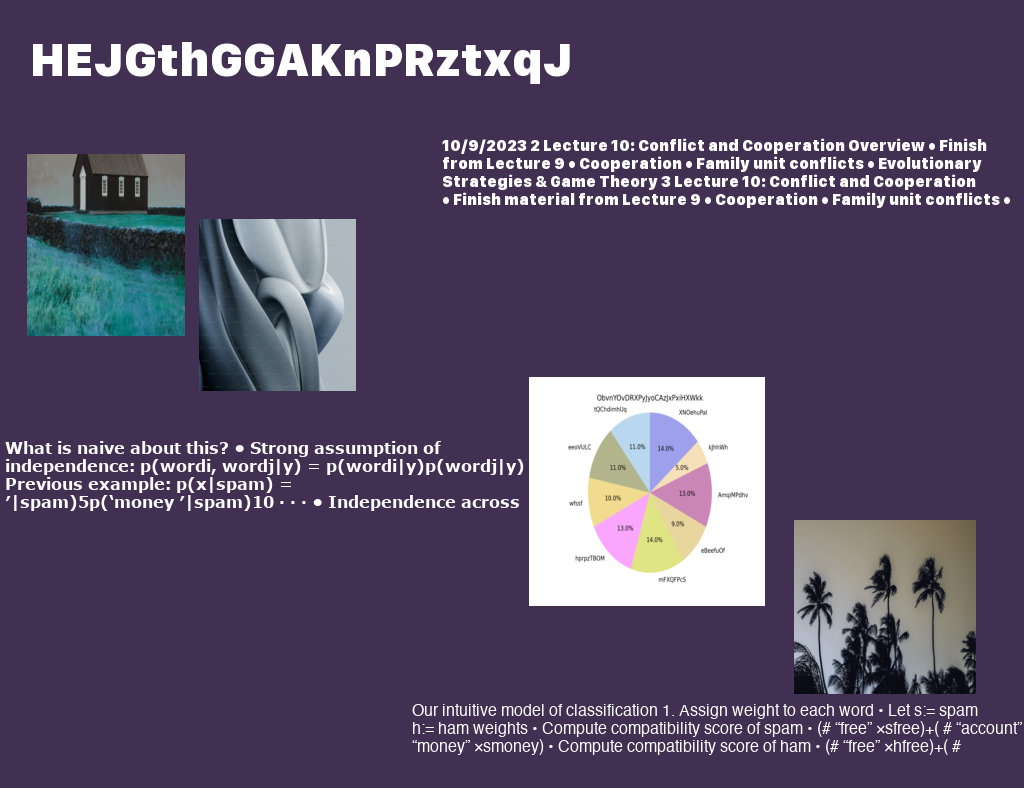 HEJGthGGAKnPRztxqJ
10/9/2023 2 Lecture 10: Conflict and Cooperation Overview • Finish
from Lecture 9 • Cooperation • Family unit conflicts • Evolutionary
Strategies & Game Theory 3 Lecture 10: Conflict and Cooperation
• Finish material from Lecture 9 • Cooperation • Family unit conflicts •
What is naive about this? • Strong assumption of
independence: p(wordi, wordj|y) = p(wordi|y)p(wordj|y)
Previous example: p(x|spam) =
’|spam)5p(‘money ’|spam)10 · · · • Independence across
ObvnYOvDRXPyJyoCAzJxPxiHXWkk
tQChdimhUq
XNOehuPal
eeoVULC
kJhhWh
11.0%
14.0%
11.0%
5.0%
10.0%
13.0%
AmqiMPdhv
wfssf
13.0%
9.0%
14.0%
eBeefuOf
hprpzTBOM
mFXQFPcS
Our intuitive model of classification 1. Assign weight to each word • Let s:= spam
h:= ham weights • Compute compatibility score of spam • (# “free” ×sfree)+( # “account”
“money” ×smoney) • Compute compatibility score of ham • (# “free” ×hfree)+( #